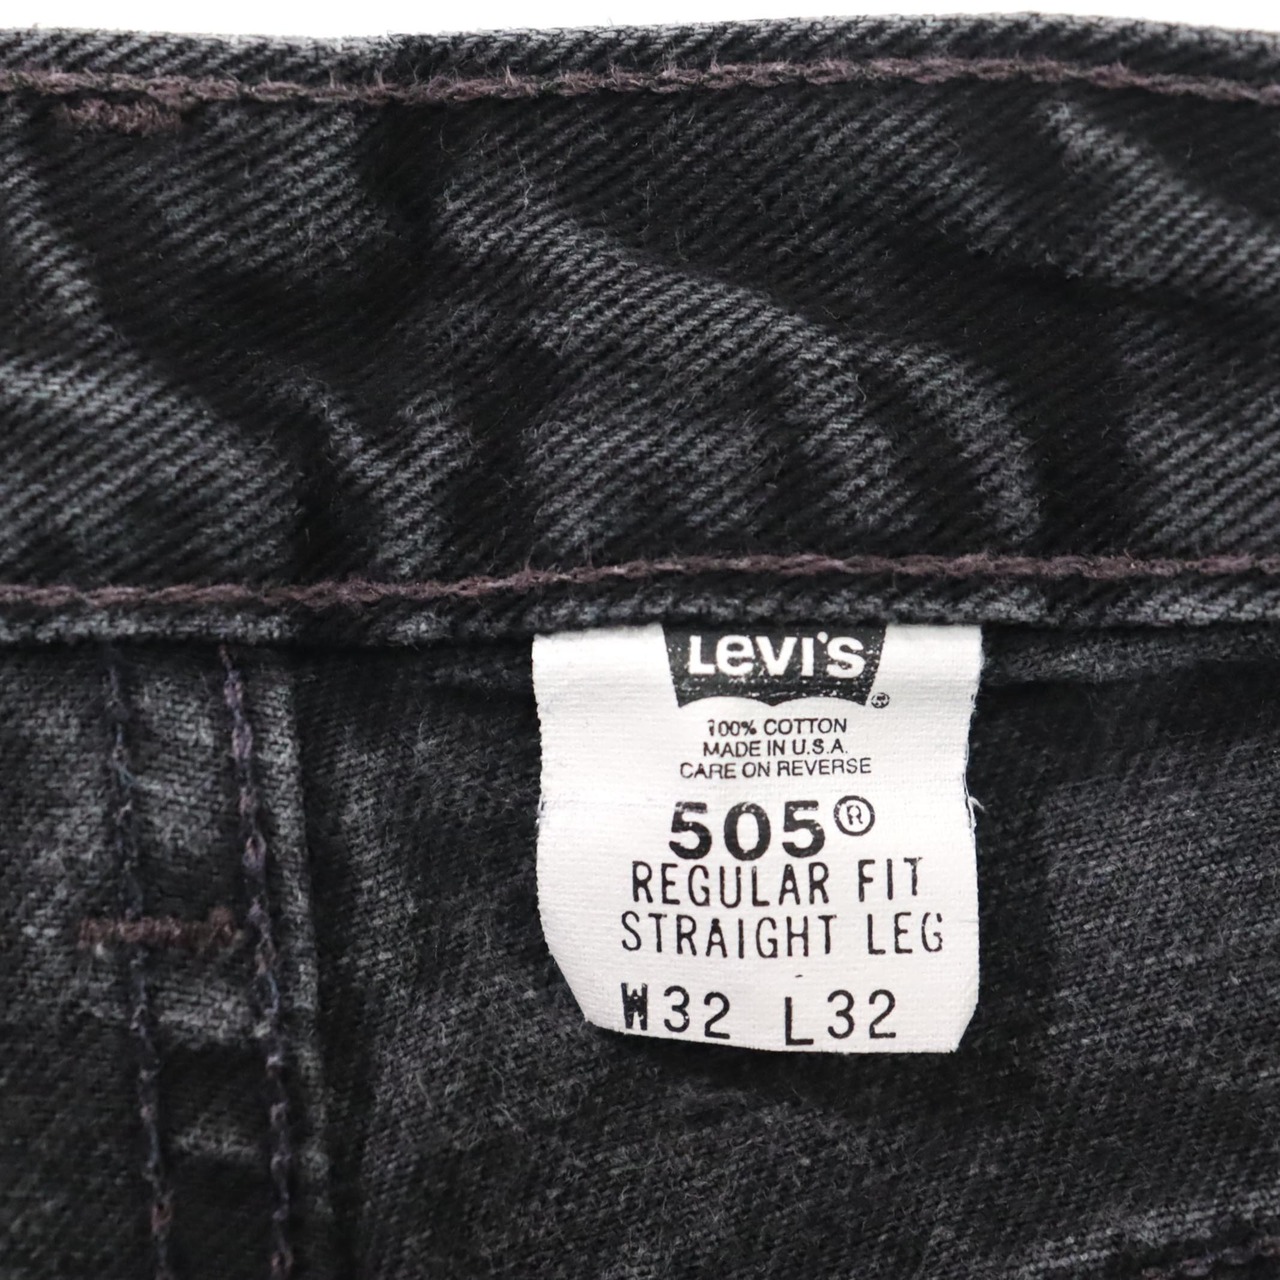 Levi's®
100% COTTON
MADE IN U.S.A.
CARE ON REVERSE
505®
REGULAR FIT
STRAIGHT LEG
W32 L32